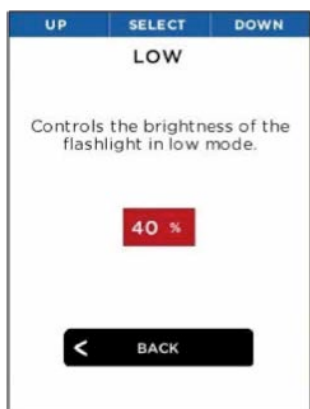 UP SELECT DOWN
LOW
Controls the brightness of the
flashlight in low mode.
40 %
< BACK